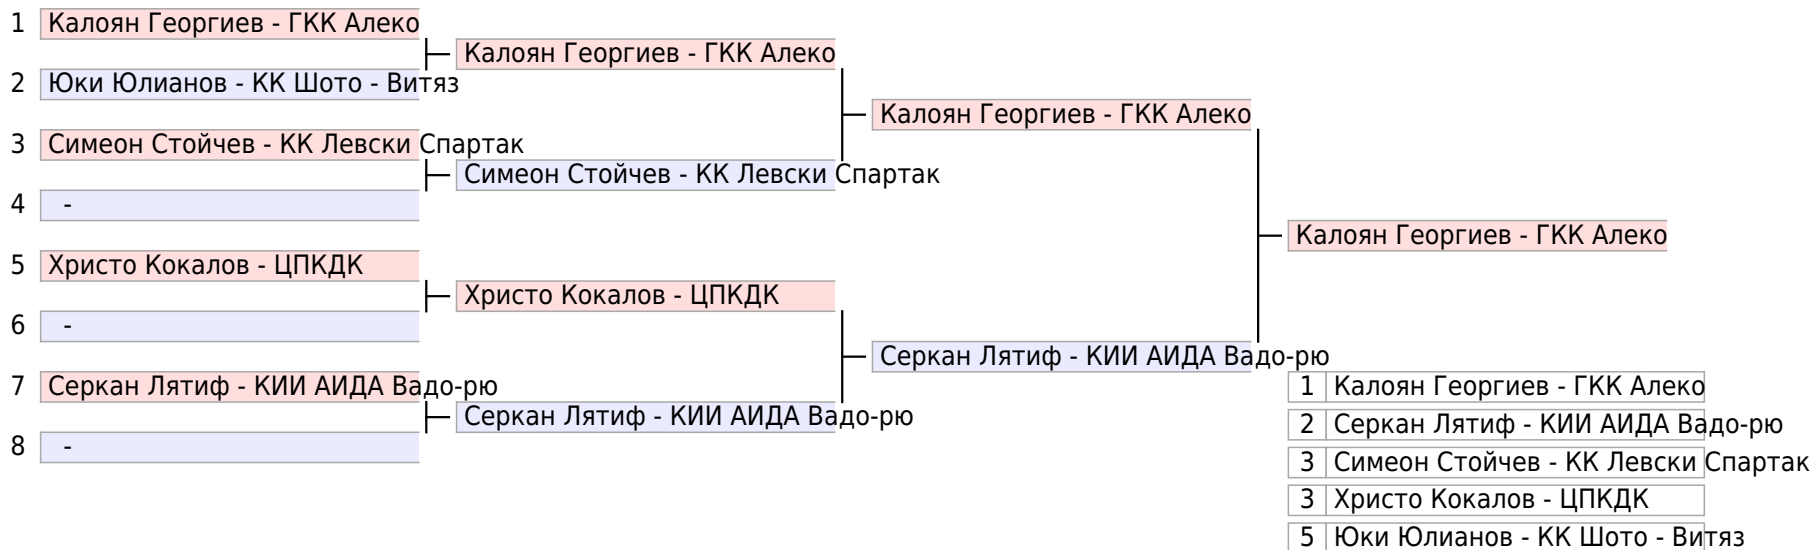 1 Калоян Георгиев - ГКК Алеко
Калоян Георгиев - ГКК Алеко
2 Юки Юлианов - КК Шото - Витяз
Калоян Георгиев - ГКК Алеко
3 Симеон Стойчев - КК Левски Спартак
Симеон Стойчев - КК Левски Спартак
4 -
Калоян Георгиев - ГКК Алеко
5 Христо Кокалов - ЦПКДК
Христо Кокалов - ЦПКДК
6 -
Серкан Лятиф - КИИ АИДА Вадо-рю
7 Серкан Лятиф - КИИ АИДА Вадо-рю
Серкан Лятиф - КИИ АИДА Вадо-рю
8 -
1 Калоян Георгиев - ГКК Алеко
2 Серкан Лятиф - КИИ АИДА Вадо-рю
3 Симеон Стойчев - КК Левски Спартак
3 Христо Кокалов - ЦПКДК
5 Юки Юлианов - КК Шото - Витяз